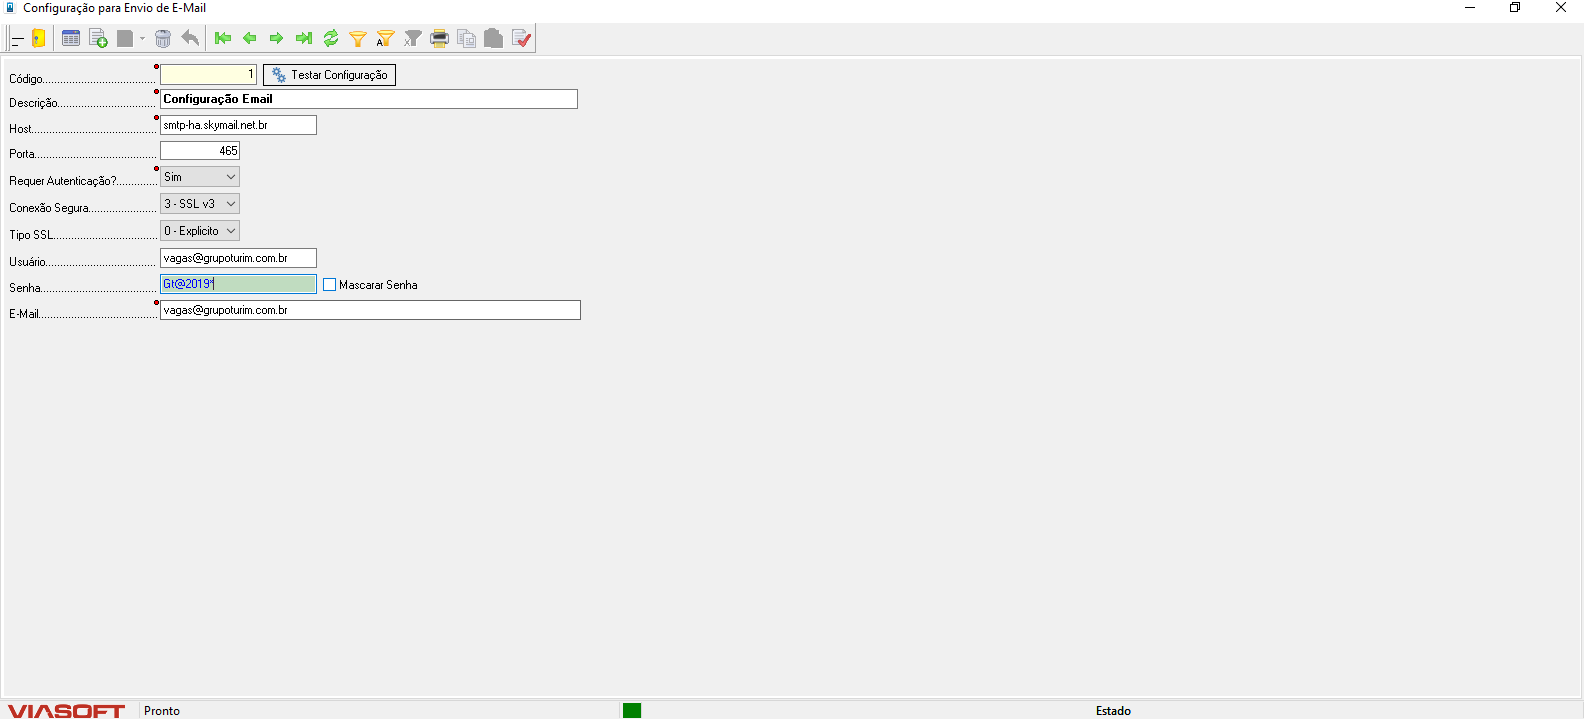 Configuração para Envio de E-Mail
Código 1 Testar Configuração
Descrição Configuração Email
Host smtp-ha.skymail.net.br
Porta 465
Requer Autenticação? Sim
Conexão Segura 3 - SSL v3
Tipo SSL 0 - Explicito
Usuário vagas@grupoturim.com.br
Senha Gt@2019* Mascarar Senha
E-Mail vagas@grupoturim.com.br
VIASOFT Pronto Estado